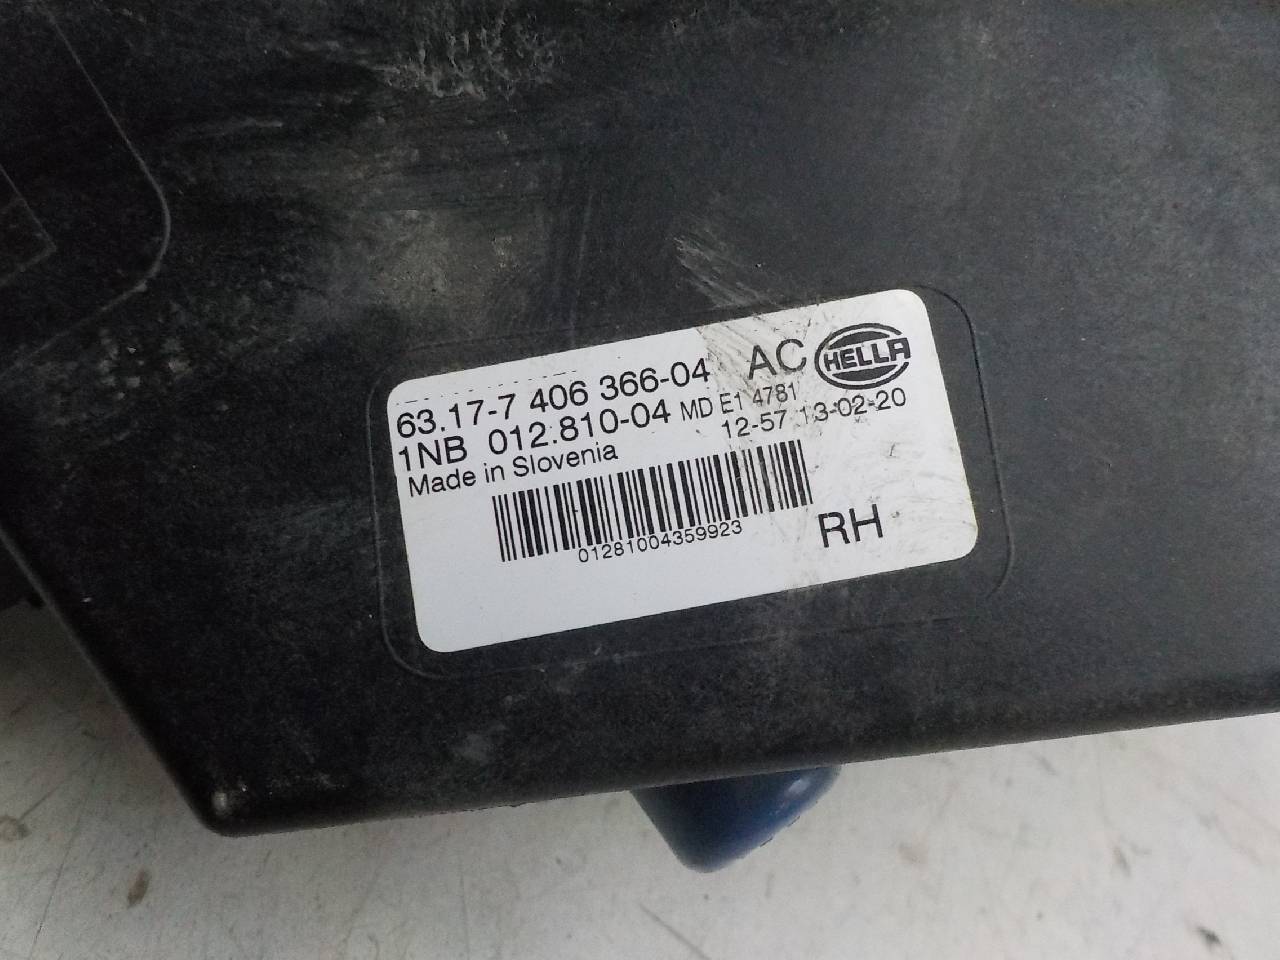 63.17-7 406 366-04 AC HELLA
1NB 012.810-04 MD E1 4781
Made in Slovenia 12-57 13-02-20
01281004359923
RH